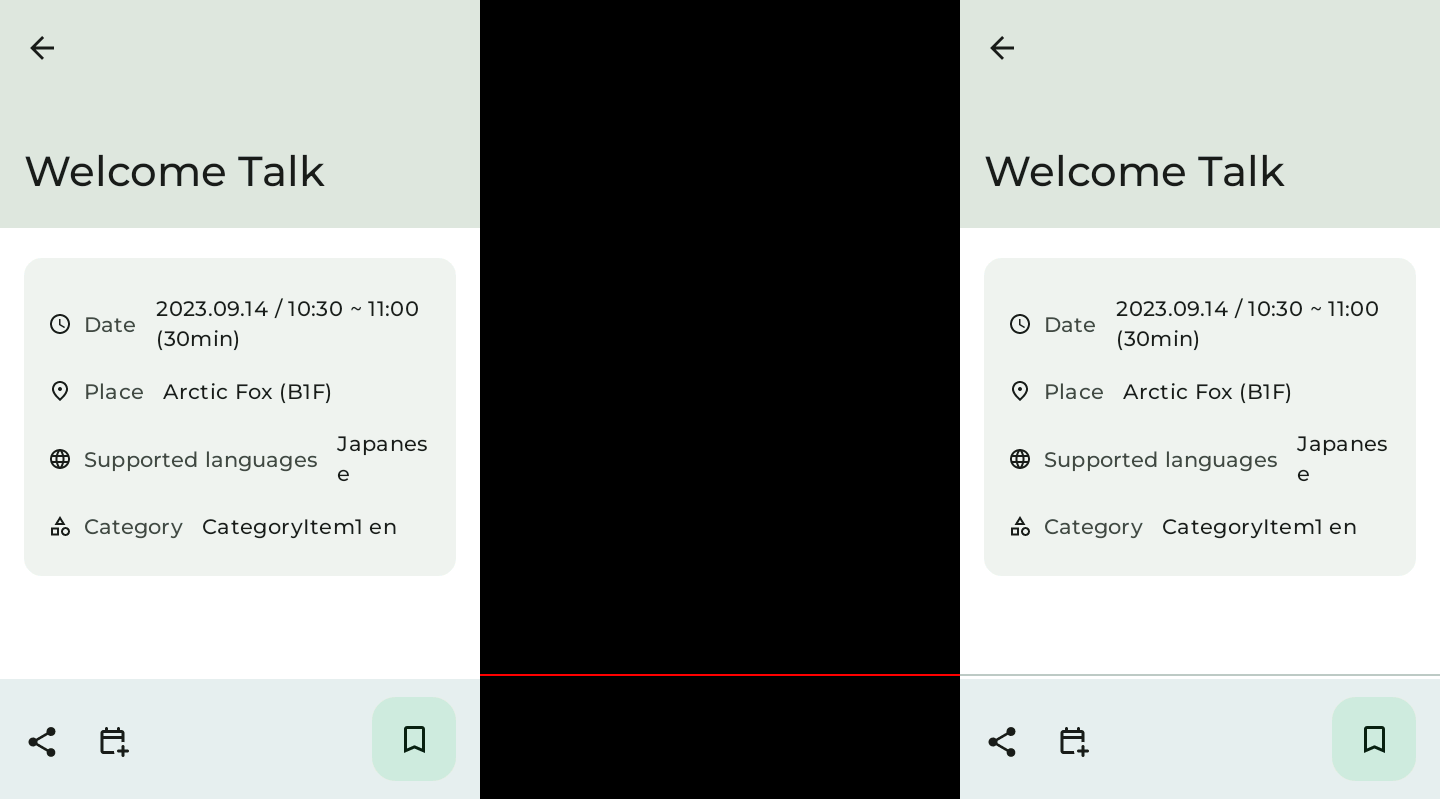 Welcome Talk
Date 2023.09.14 / 10:30 ~ 11:00
(30min)
Place Arctic Fox (B1F)
Supported languages Japanes
e
Category CategoryItem1 en
Welcome Talk
Date 2023.09.14 / 10:30 ~ 11:00
(30min)
Place Arctic Fox (B1F)
Supported languages Japanes
e
Category CategoryItem1 en